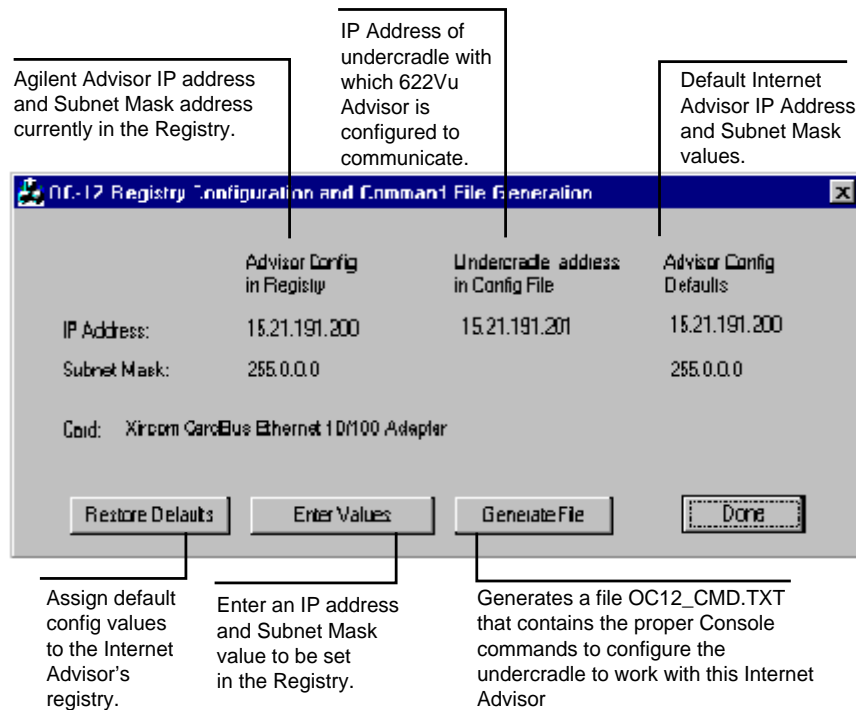 IP Address of
undercradle with
which 622Vu
Advisor is
configured to
communicate.
Agilent Advisor IP address
and Subnet Mask address
currently in the Registry.
Default Internet
Advisor IP Address
and Subnet Mask
values.
OC-12 Registry Configuration and Command File Generation
Advisor Config
in Registry
Undercradle address
in Config File
Advisor Config
Defaults
IP Address:
15.21.191.200
15.21.191.201
15.21.191.200
Subnet Mask:
255.0.0.0
255.0.0.0
Card: Xircom CardBus Ethernet 10/100 Adapter
Restore Defaults
Enter Values
Generate File
Done
Assign default
config values
to the Internet
Advisor's
registry.
Enter an IP address
and Subnet Mask
value to be set
in the Registry.
Generates a file OC12_CMD.TXT
that contains the proper Console
commands to configure the
undercradle to work with this Internet
Advisor